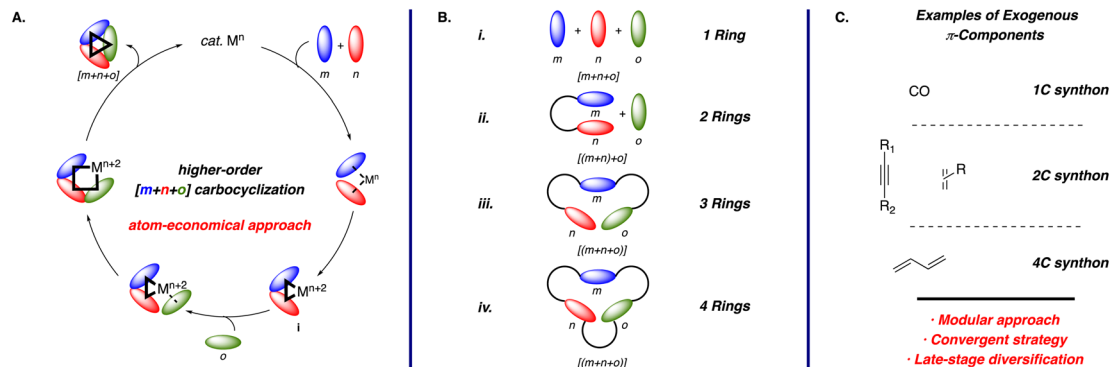 A.
cat. Mⁿ
m + n
[m+n+o]
Mⁿ
Mⁿ⁺²
higher-order
[m+n+o] carbocyclization
atom-economical approach
Mⁿ⁺²
Mⁿ⁺²
i
o
B.
i.
+ +
1 Ring
m n o
[m+n+o]
ii.
m
+
n
o
2 Rings
[(m+n)+o]
iii.
m
3 Rings
n o
[(m+n+o)]
iv.
m
4 Rings
n o
[(m+n+o)]
C.
Examples of Exogenous
π-Components
CO
1C synthon
R₁
R₂
n
R
2C synthon
4C synthon
· Modular approach
· Convergent strategy
· Late-stage diversification